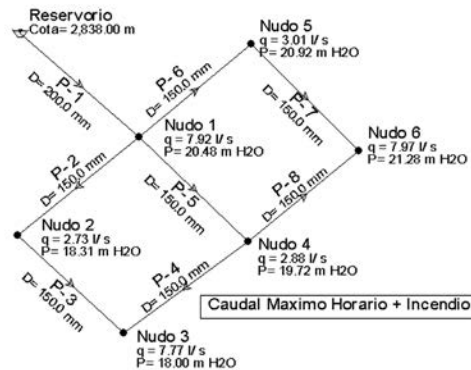 Reservorio
Cota= 2,838.00 m
P-1
D= 200.0 mm
Nudo 5
q = 3.01 l/s
P= 20.92 m H2O
P-6
D= 150.0 mm
P-7
D= 150.0 mm
Nudo 1
q = 7.92 l/s
P= 20.48 m H2O
Nudo 6
q = 7.97 l/s
P= 21.28 m H2O
P-2
D= 150.0 mm
P-5
D= 150.0 mm
P-8
D= 150.0 mm
Nudo 2
q = 2.73 l/s
P= 18.31 m H2O
Nudo 4
q = 2.88 l/s
P= 19.72 m H2O
P-3
D= 150.0 mm
P-4
D= 150.0 mm
Caudal Maximo Horario + Incendio
Nudo 3
q = 7.77 l/s
P= 18.00 m H2O